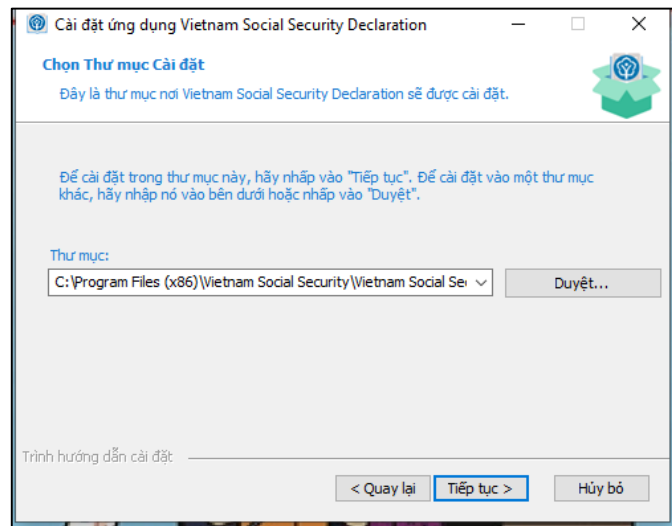 Cài đặt ứng dụng Vietnam Social Security Declaration
Chọn Thư mục Cài đặt
Đây là thư mục nơi Vietnam Social Security Declaration sẽ được cài đặt.
Để cài đặt trong thư mục này, hãy nhấp vào "Tiếp tục". Để cài đặt vào một thư mục
khác, hãy nhập nó vào bên dưới hoặc nhấp vào "Duyệt".
Thư mục:
C:\Program Files (x86)\Vietnam Social Security\Vietnam Social Se
Duyệt...
Trình hướng dẫn cài đặt
< Quay lại
Tiếp tục >
Hủy bỏ